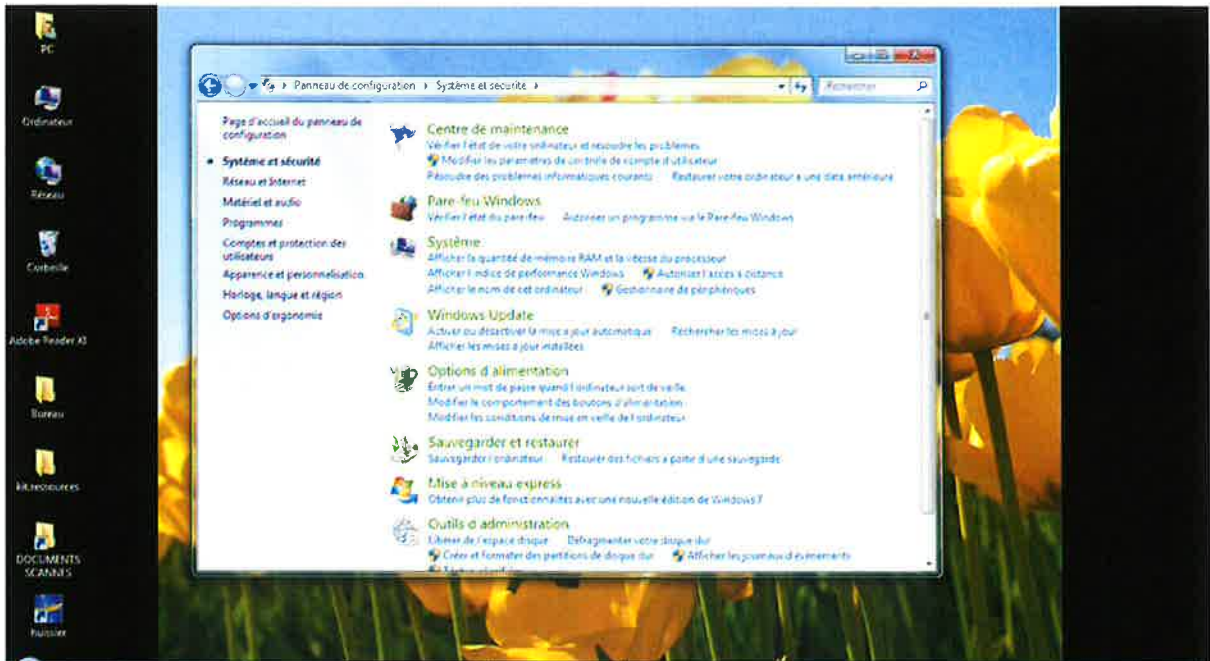 PC
Ordinateur
Réseau
Corbeille
Adobe Reader XI
Bureau
kit.ressources
DOCUMENTS
SCANNES
huissier
Panneau de configuration › Système et sécurité ›
Rechercher
Page d'accueil du panneau de
configuration
Système et sécurité
Réseau et Internet
Matériel et audio
Programmes
Comptes et protection des
utilisateurs
Apparence et personnalisation
Horloge, langue et région
Options d'ergonomie
Centre de maintenance
Vérifier l'état de votre ordinateur et résoudre les problèmes
Modifier les paramètres de contrôle de compte d'utilisateur
Résoudre des problèmes informatiques courants Restaurer votre ordinateur à une date antérieure
Pare-feu Windows
Vérifier l'état du pare-feu Autoriser un programme via le Pare-feu Windows
Système
Afficher la quantité de mémoire RAM et la vitesse du processeur
Afficher l'indice de performance Windows Autoriser l'accès à distance
Afficher le nom de cet ordinateur Gestionnaire de périphériques
Windows Update
Activer ou désactiver la mise à jour automatique Rechercher les mises à jour
Afficher les mises à jour installées
Options d'alimentation
Entrer un mot de passe quand l'ordinateur sort de veille
Modifier le comportement des boutons d'alimentation
Modifier les conditions de mise en veille de l'ordinateur
Sauvegarder et restaurer
Sauvegarder l'ordinateur Restaurer des fichiers à partir d'une sauvegarde
Mise à niveau express
Obtenir plus de fonctionnalités avec une nouvelle édition de Windows 7
Outils d'administration
Libérer de l'espace disque Défragmenter votre disque dur
Créer et formater des partitions de disque dur Afficher les journaux d'événements